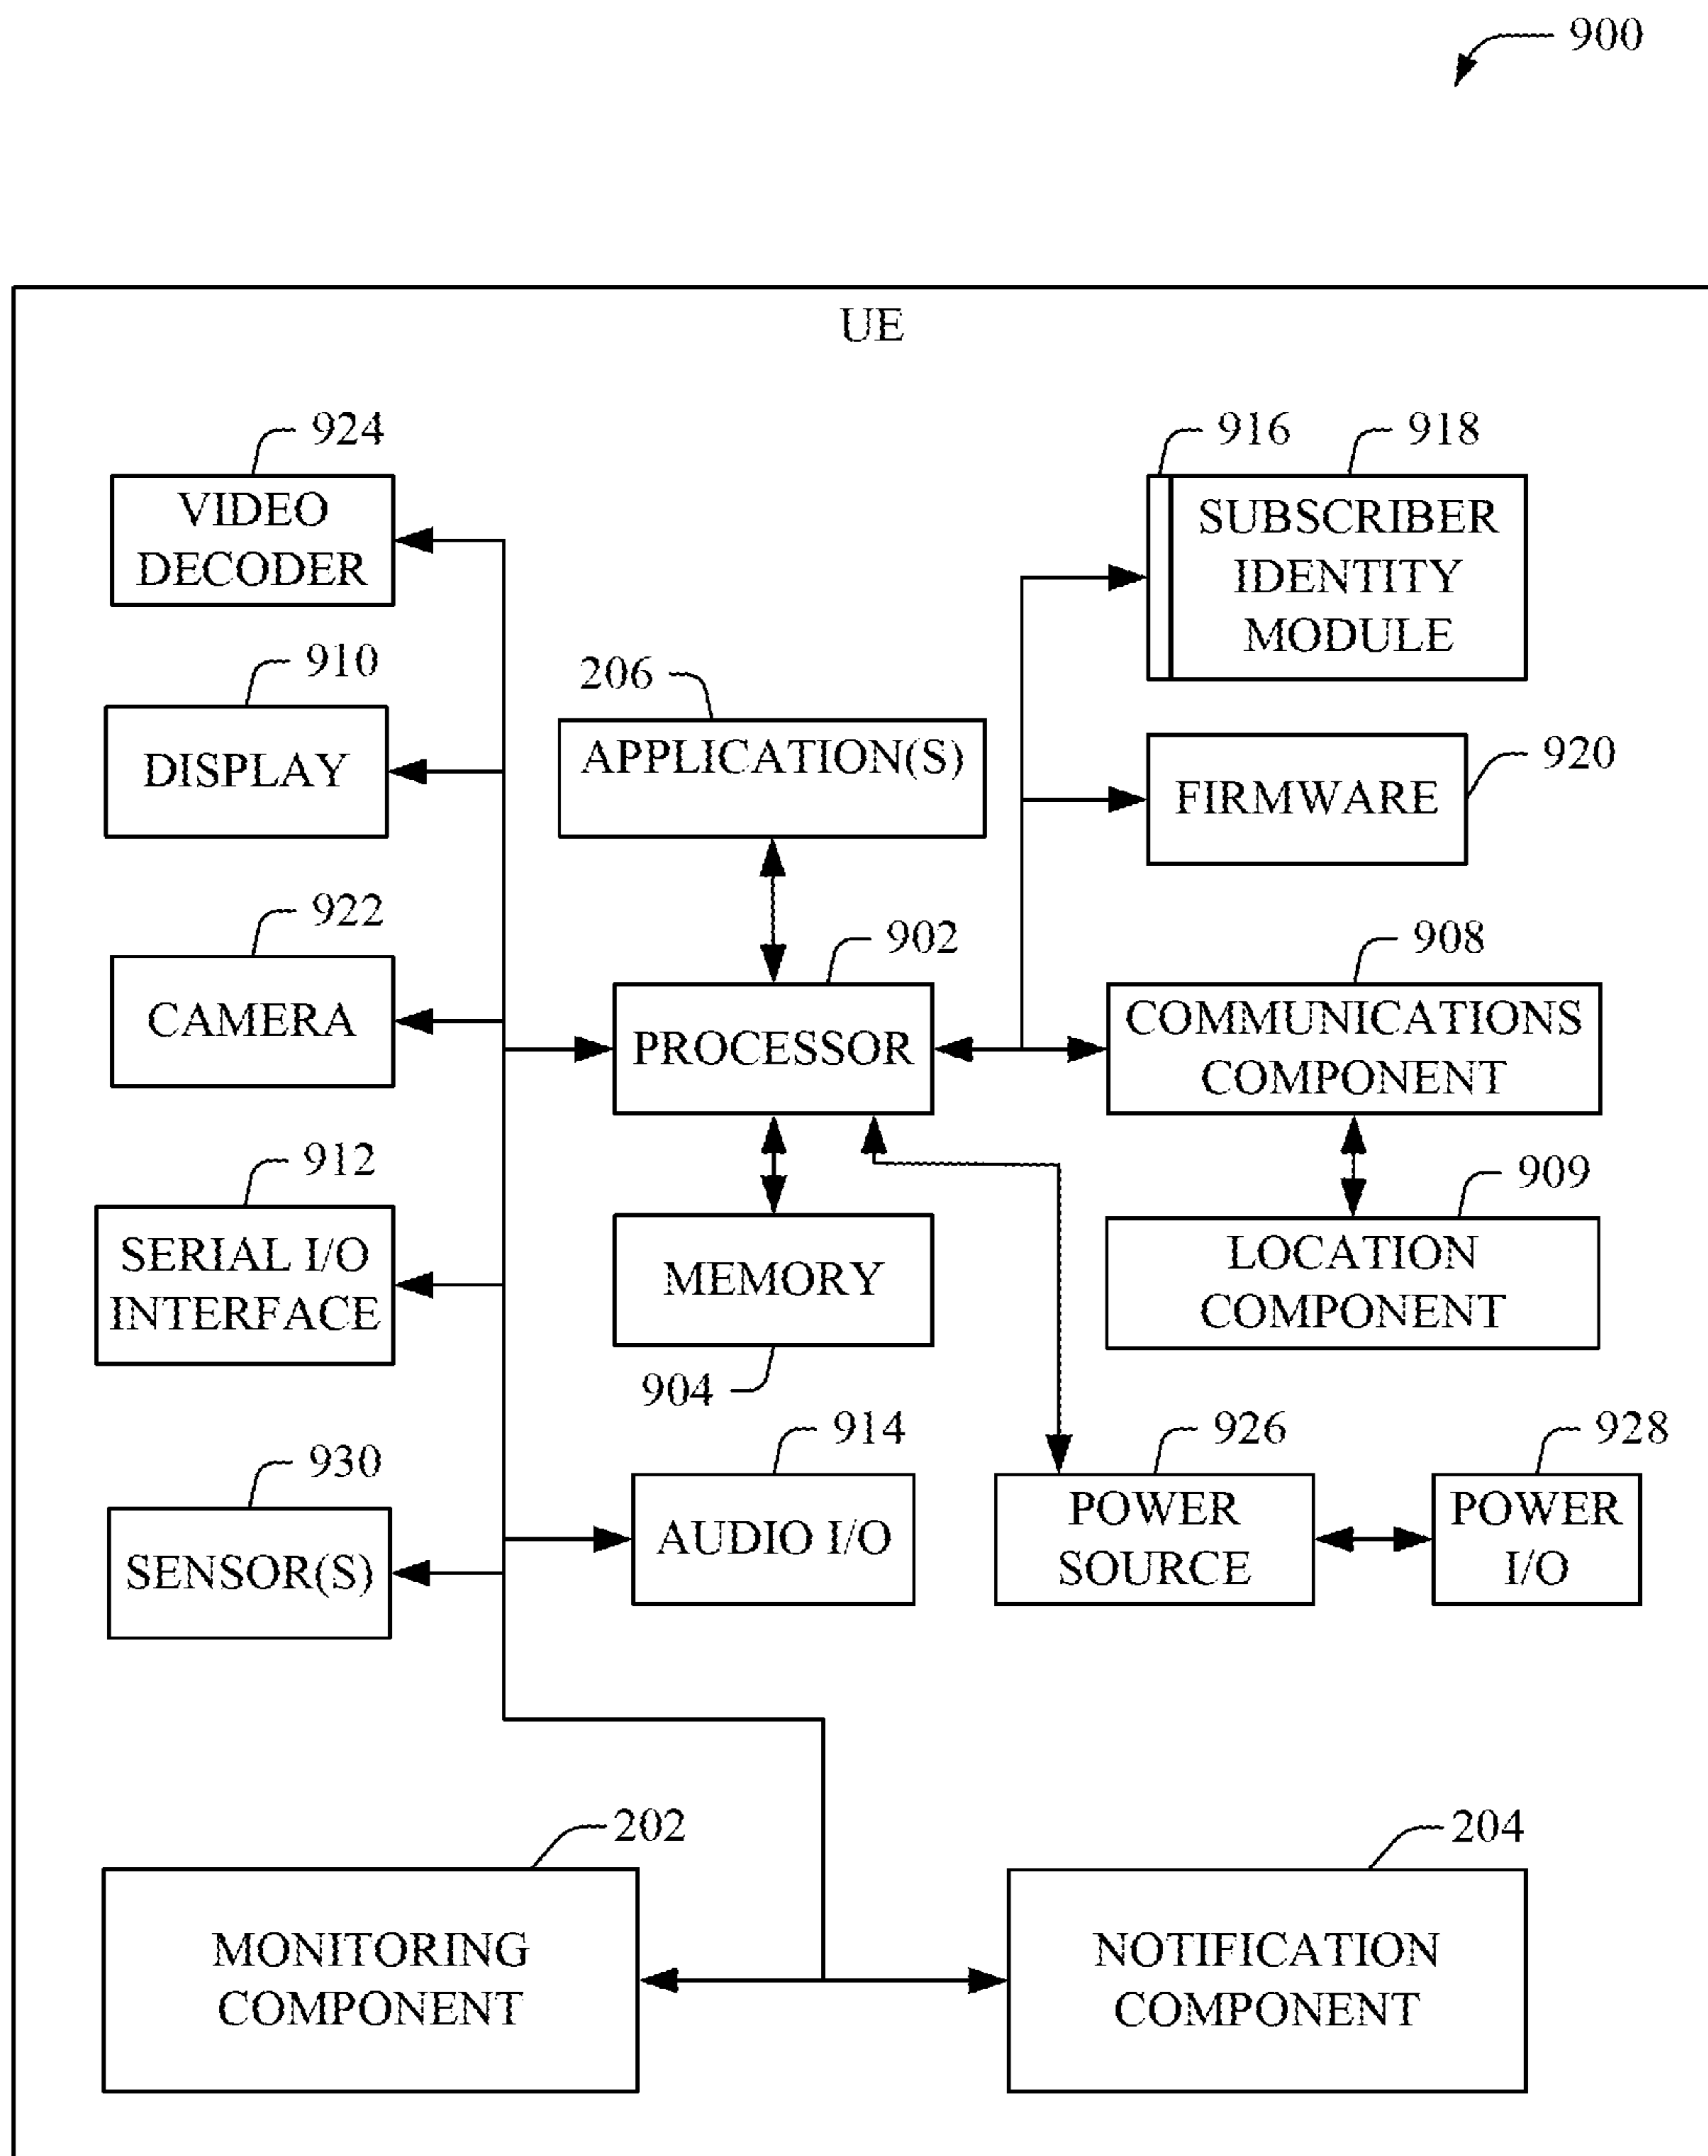 900
UE
924
VIDEO
DECODER
916
918
SUBSCRIBER
IDENTITY
MODULE
910
DISPLAY
206
APPLICATION(S)
FIRMWARE
920
922
CAMERA
902
PROCESSOR
908
COMMUNICATIONS
COMPONENT
912
SERIAL I/O
INTERFACE
MEMORY
904
909
LOCATION
COMPONENT
930
SENSOR(S)
914
AUDIO I/O
926
POWER
SOURCE
928
POWER
I/O
202
MONITORING
COMPONENT
204
NOTIFICATION
COMPONENT